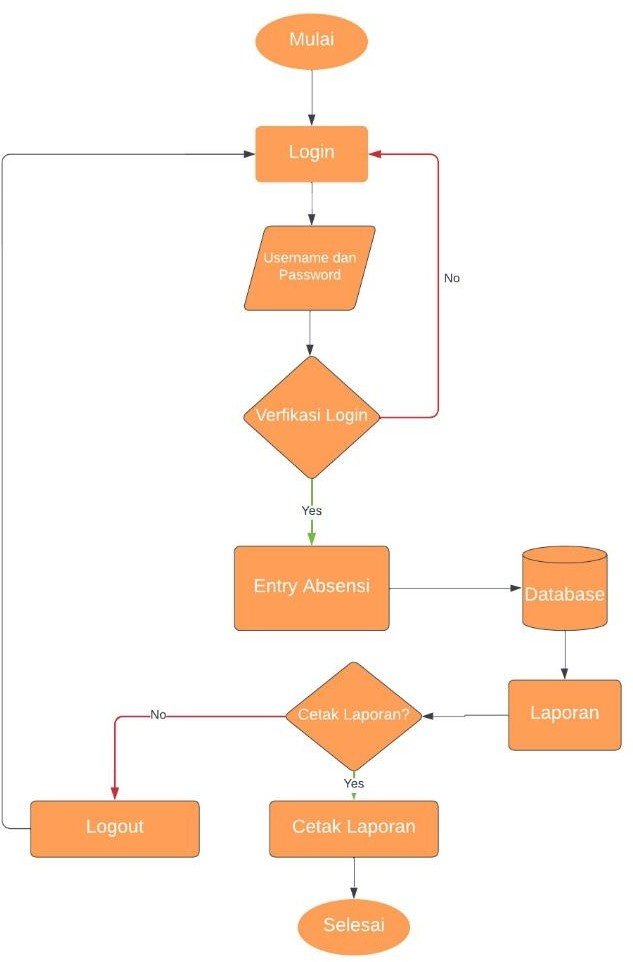 Mulai
Login
Username dan
Password
No
Verfikasi Login
Yes
Entry Absensi
Database
Laporan
Cetak Laporan?
No
Yes
Logout
Cetak Laporan
Selesai